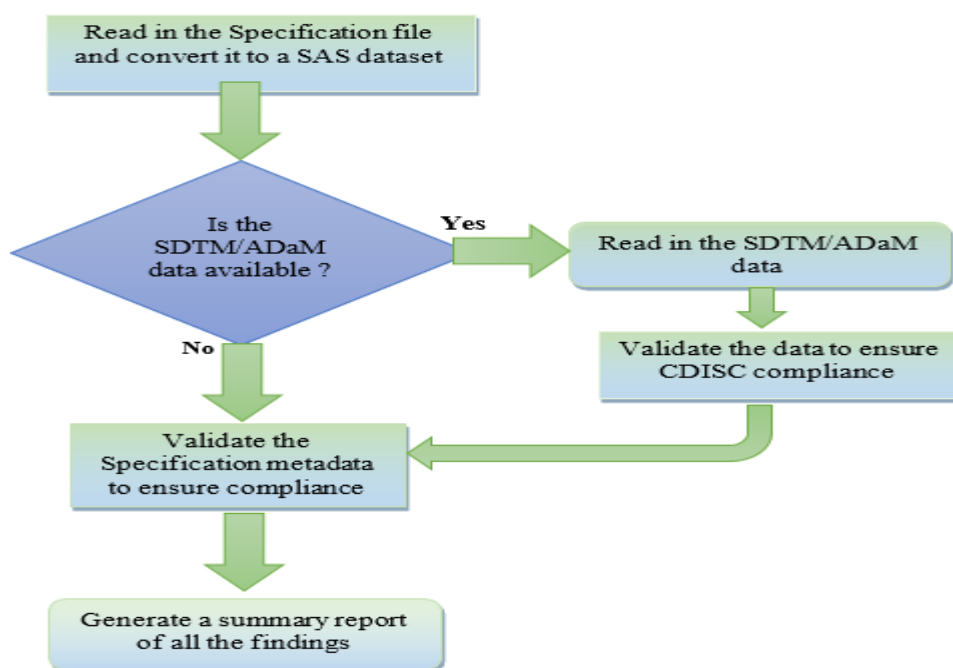 Read in the Specification file
and convert it to a SAS dataset
Is the
SDTM/ADaM
data available ?
Yes
Read in the SDTM/ADaM
data
Validate the data to ensure
CDISC compliance
No
Validate the
Specification metadata
to ensure compliance
Generate a summary report
of all the findings